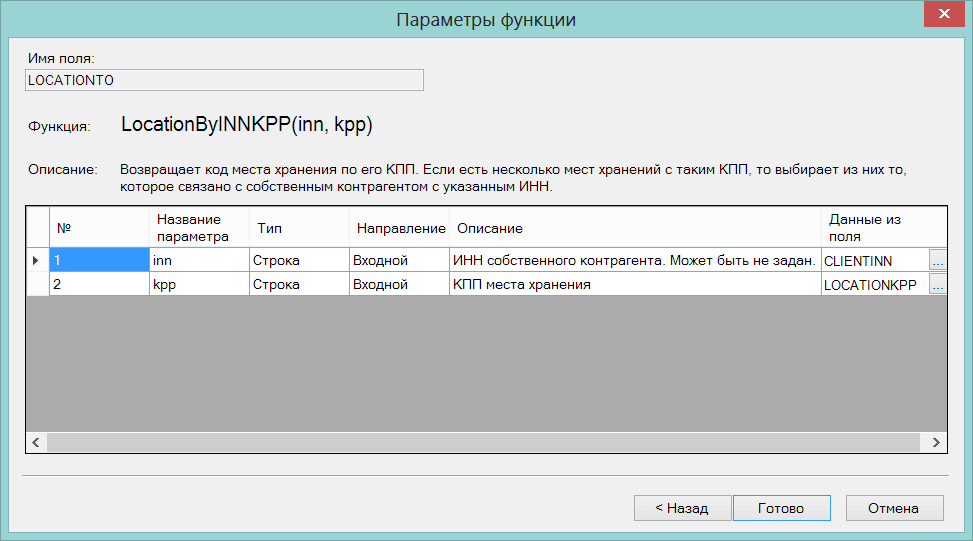 Параметры функции
Имя поля:
LOCATIONTO
Функция: LocationByINNKPP(inn, kpp)
Описание: Возвращает код места хранения по его КПП. Если есть несколько мест хранений с таким КПП, то выбирает из них то,
которое связано с собственным контрагентом с указанным ИНН.
№ Название параметра Тип Направление Описание Данные из поля
1 inn Строка Входной ИНН собственного контрагента. Может быть не задан. CLIENTINN ...
2 kpp Строка Входной КПП места хранения LOCATIONKPP ...
< Назад Готово Отмена